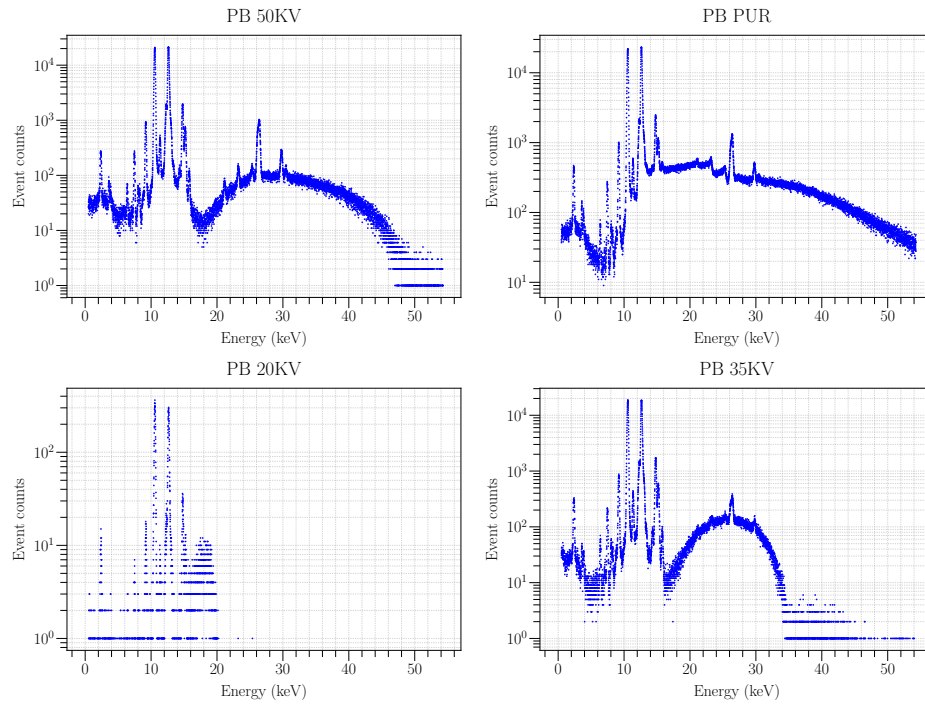 PB 50KV
Event counts
10^4
10^3
10^2
10^1
10^0
0 10 20 30 40 50
Energy (keV)
PB PUR
Event counts
10^4
10^3
10^2
10^1
0 10 20 30 40 50
Energy (keV)
PB 20KV
Event counts
10^2
10^1
10^0
0 10 20 30 40 50
Energy (keV)
PB 35KV
Event counts
10^4
10^3
10^2
10^1
10^0
0 10 20 30 40 50
Energy (keV)